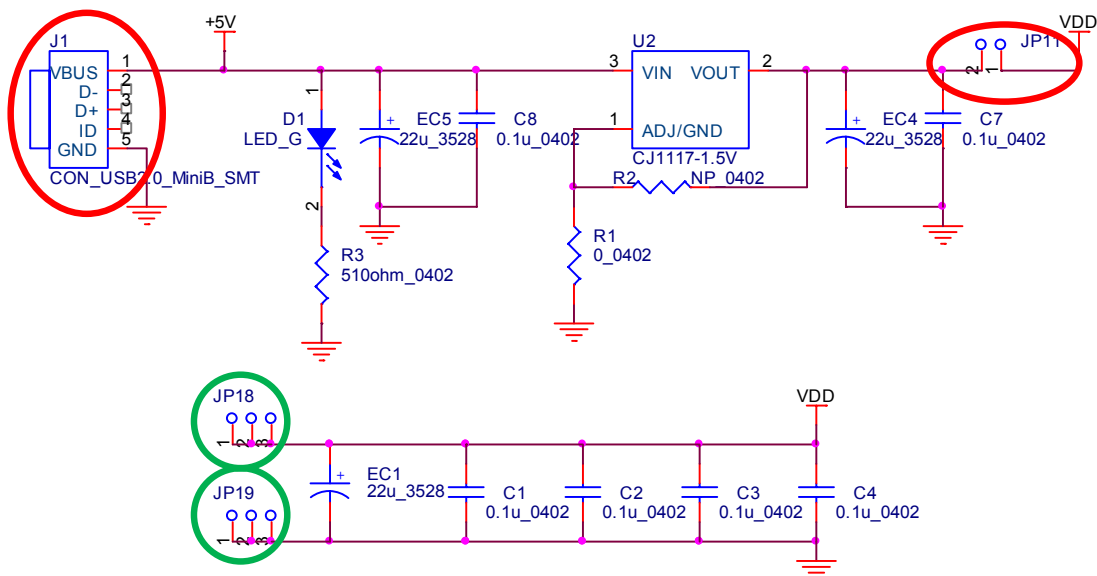 +5V
VDD
J1
U2
JP11
VBUS
D-
D+
ID
GND
1
2
3
4
5
CON_USB2.0_MiniB_SMT
1
D1
LED_G
2
R3
510ohm_0402
EC5
22u_3528
C8
0.1u_0402
3
VIN
VOUT
2
1
ADJ/GND
CJ1117-1.5V
R2
NP_0402
R1
0_0402
EC4
22u_3528
C7
0.1u_0402
2
1
JP18
1
2
3
VDD
JP19
1
2
3
EC1
22u_3528
C1
0.1u_0402
C2
0.1u_0402
C3
0.1u_0402
C4
0.1u_0402
+
+
+